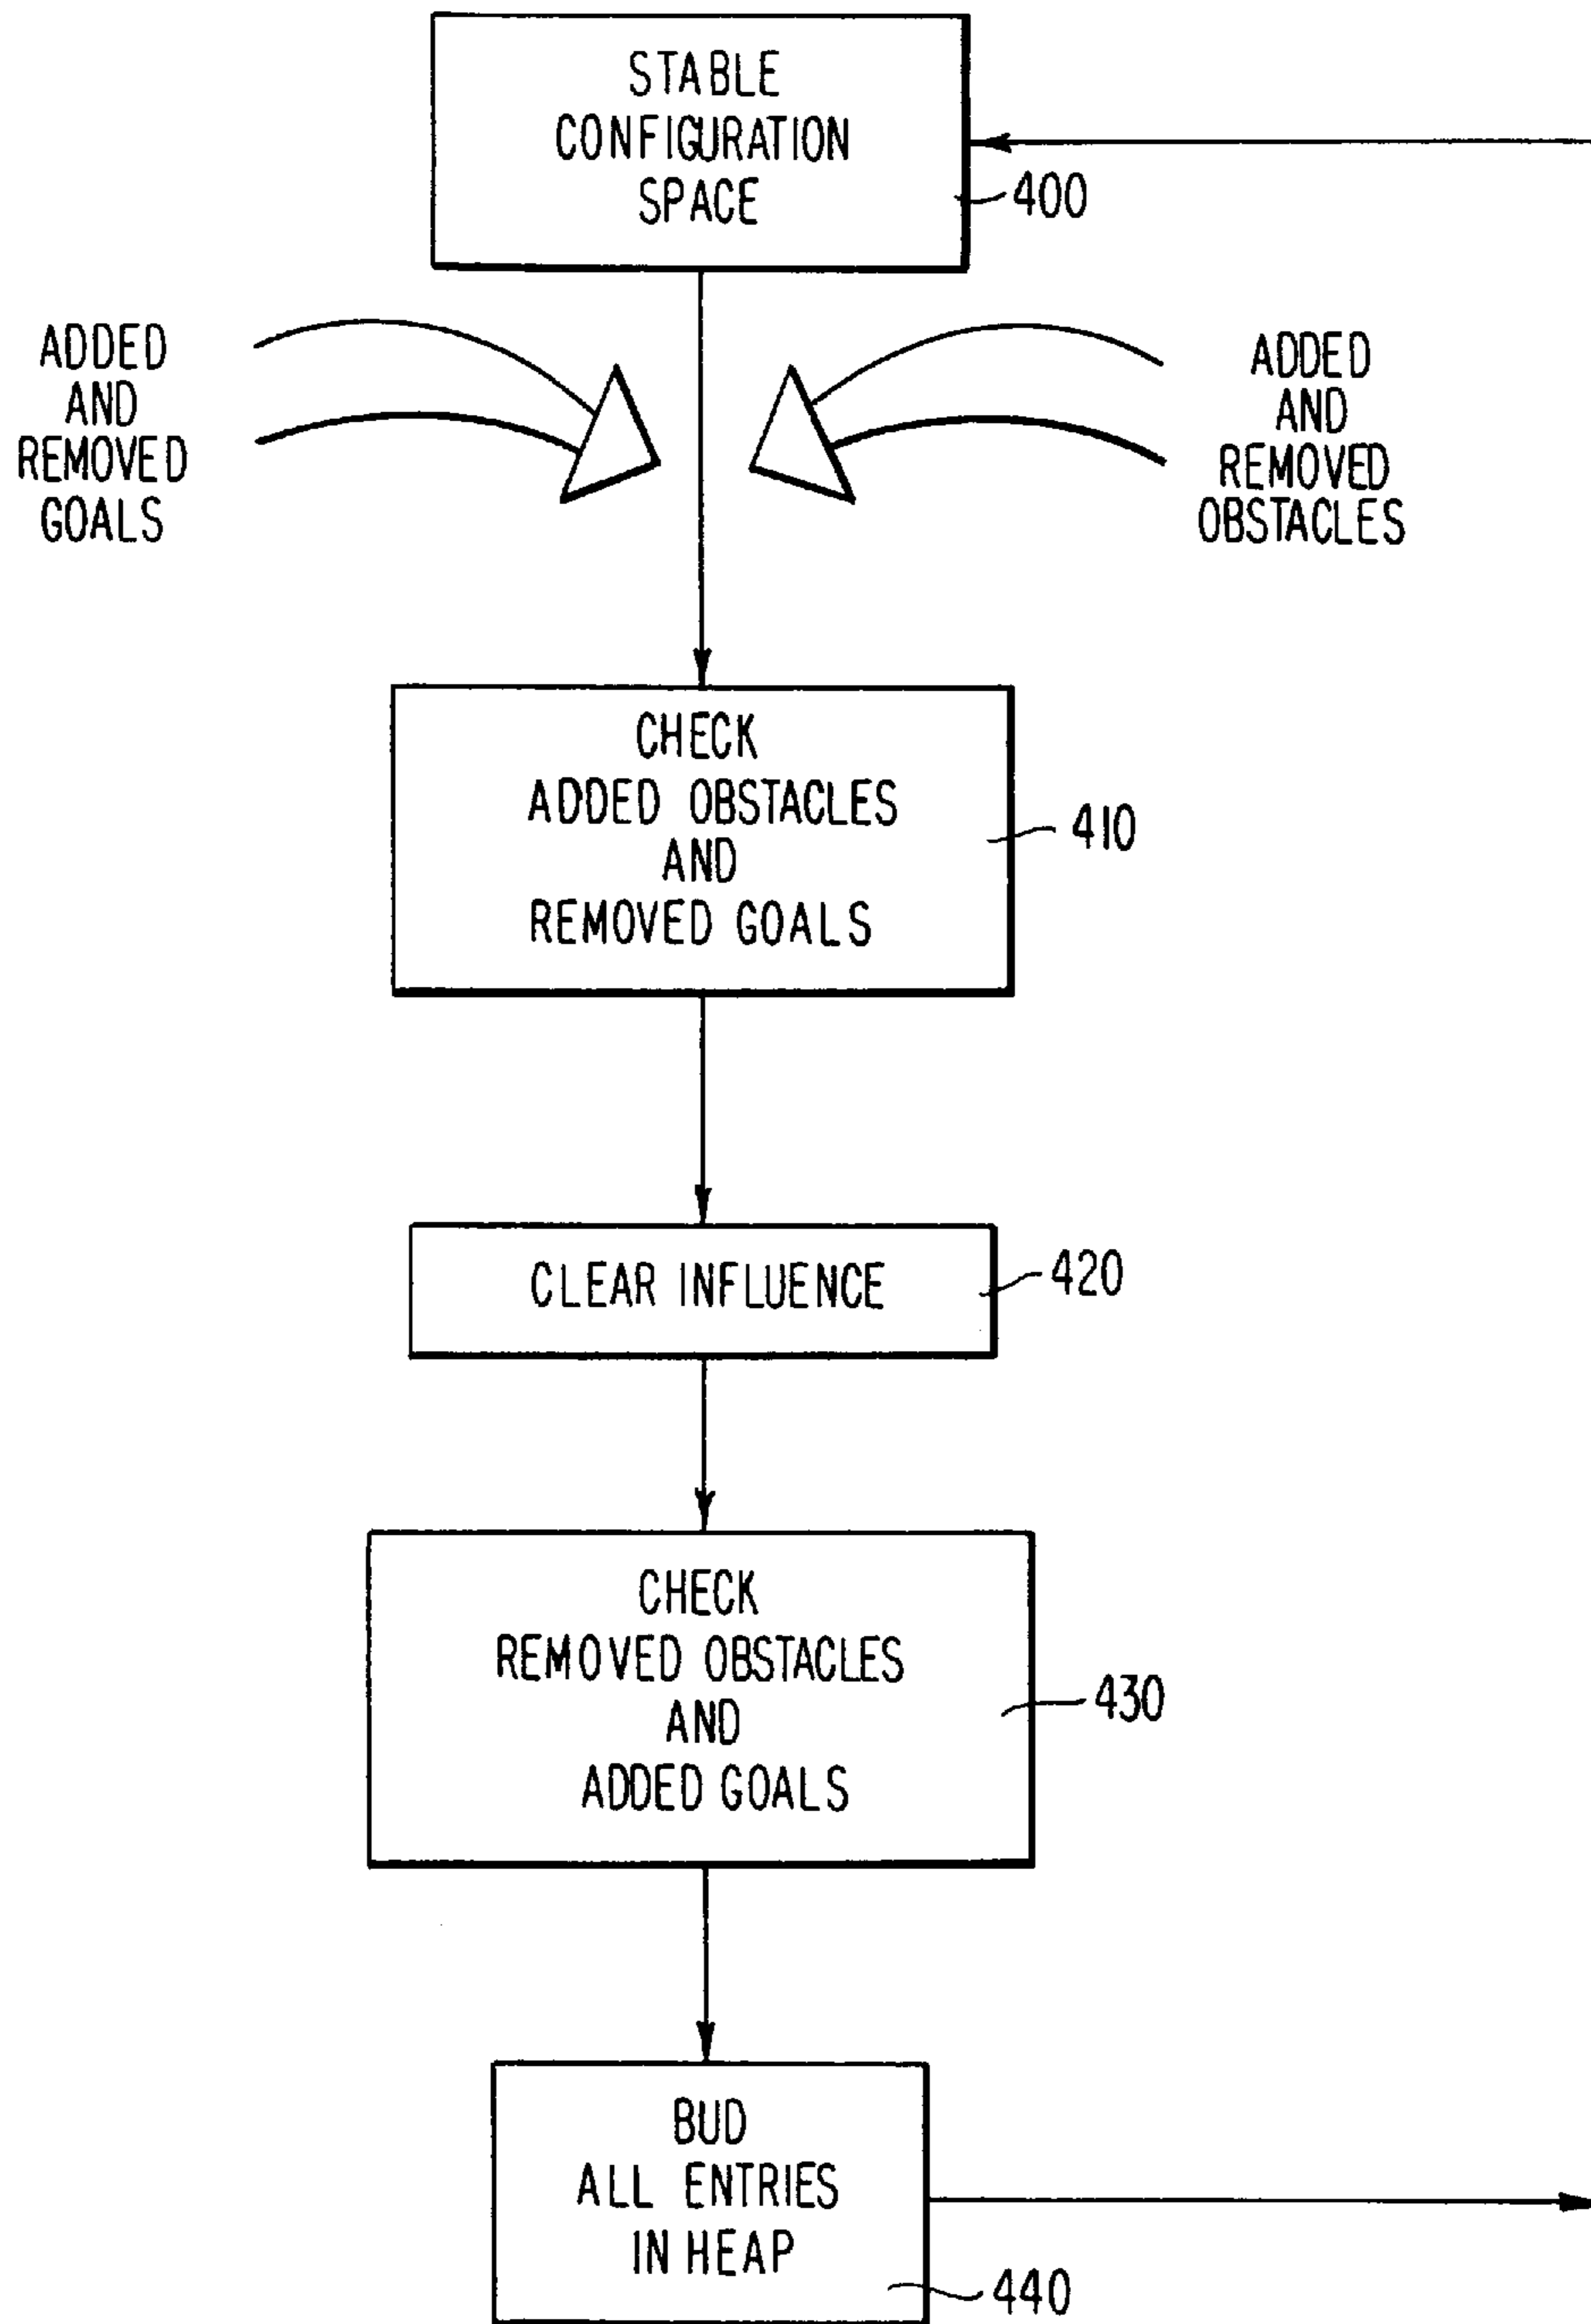 STABLE
CONFIGURATION
SPACE
400
ADDED
AND
REMOVED
GOALS
ADDED
AND
REMOVED
OBSTACLES
CHECK
ADDED OBSTACLES
AND
REMOVED GOALS
410
CLEAR INFLUENCE
420
CHECK
REMOVED OBSTACLES
AND
ADDED GOALS
430
BUD
ALL ENTRIES
IN HEAP
440